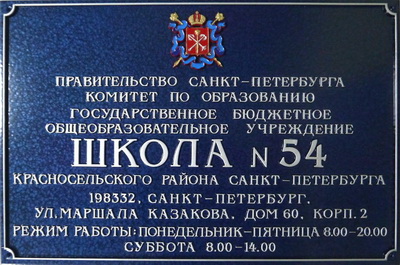 ПРАВИТЕЛЬСТВО САНКТ-ПЕТЕРБУРГА
КОМИТЕТ ПО ОБРАЗОВАНИЮ
ГОСУДАРСТВЕННОЕ БЮДЖЕТНОЕ
ОБЩЕОБРАЗОВАТЕЛЬНОЕ УЧРЕЖДЕНИЕ
ШКОЛА N 54
КРАСНОСЕЛЬСКОГО РАЙОНА САНКТ-ПЕТЕРБУРГА
198332, САНКТ-ПЕТЕРБУРГ,
УЛ. МАРШАЛА КАЗАКОВА, ДОМ 60, КОРП. 2
РЕЖИМ РАБОТЫ: ПОНЕДЕЛЬНИК-ПЯТНИЦА 8.00-20.00
СУББОТА 8.00-14.00